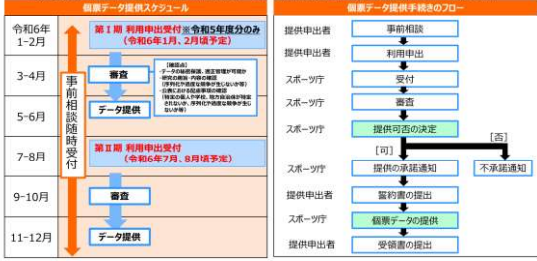 個票データ提供スケジュール
令和6年
1-2月
第Ⅰ期 利用申出受付※令和5年度分のみ
(令和6年1月、2月頃予定)
3-4月
審査
【確認点】
5-6月
データ提供
事前相談随時受付
7-8月
第Ⅱ期 利用申出受付
(令和6年7月、8月頃予定)
9-10月
審査
11-12月
データ提供
個票データ提供手続きのフロー
提供申出者
事前相談
提供申出者
利用申出
スポーツ庁
受付
スポーツ庁
審査
スポーツ庁
提供可否の決定
[可]
[否]
スポーツ庁
提供の承諾通知
不承諾通知
提供申出者
誓約書の提出
スポーツ庁
個票データの提供
提供申出者
受領書の提出